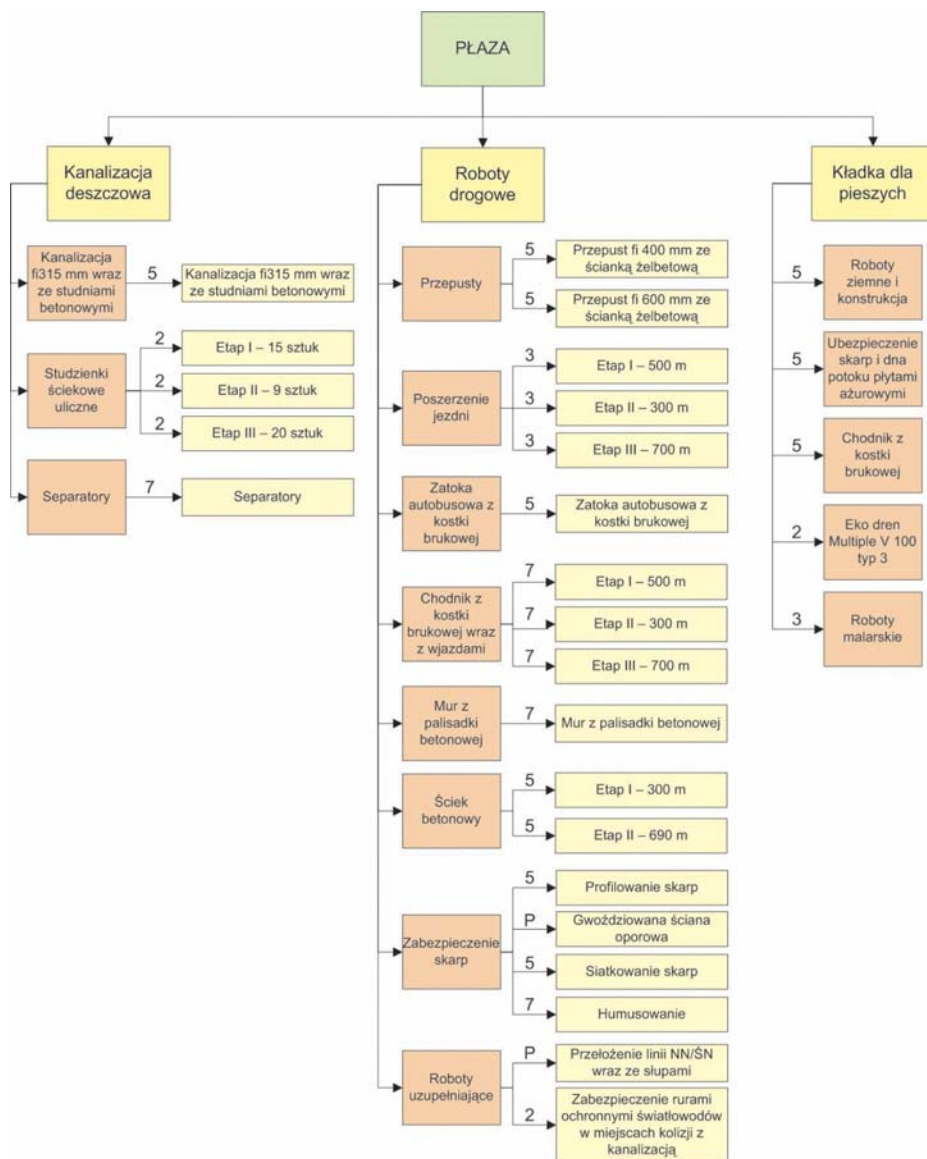 PŁAZA
Kanalizacja
deszczowa
Kanalizacja
fi315 mm wraz
ze studniami
betonowymi
5
Kanalizacja fi315 mm wraz
ze studniami betonowymi
Studzienki
ściekowe
uliczne
2
Etap I – 15 sztuk
2
Etap II – 9 sztuk
2
Etap III – 20 sztuk
Separatory
7
Separatory
Roboty
drogowe
Przepusty
5
Przepust fi 400 mm ze
ścianką żelbetową
5
Przepust fi 600 mm ze
ścianką żelbetową
Poszerzenie
jezdni
3
Etap I – 500 m
3
Etap II – 300 m
3
Etap III – 700 m
Zatoka
autobusowa z
kostki
brukowej
5
Zatoka autobusowa z
kostki brukowej
Chodnik z
kostki
brukowej wraz
z wjazdami
7
Etap I – 500 m
7
Etap II – 300 m
7
Etap III – 700 m
Mur z
palisadki
betonowej
7
Mur z palisadki betonowej
Ściek
betonowy
5
Etap I – 300 m
5
Etap II – 690 m
Zabezpieczenie
skarp
5
Profilowanie skarp
P
Gwoździowana ściana
oporowa
5
Siatkowanie skarp
7
Humusowanie
Roboty
uzupełniające
P
Przełożenie linii NN/ŚN
wraz ze słupami
2
Zabezpieczenie rurami
ochronnymi światłowodów
w miejscach kolizji z
kanalizacją
Kładka dla
pieszych
5
Roboty
ziemne i
konstrukcja
5
Ubezpieczenie
skarp i dna
potoku płytami
ażurowymi
5
Chodnik z
kostki
brukowej
2
Eko dren
Multiple V 100
typ 3
3
Roboty
malarskie